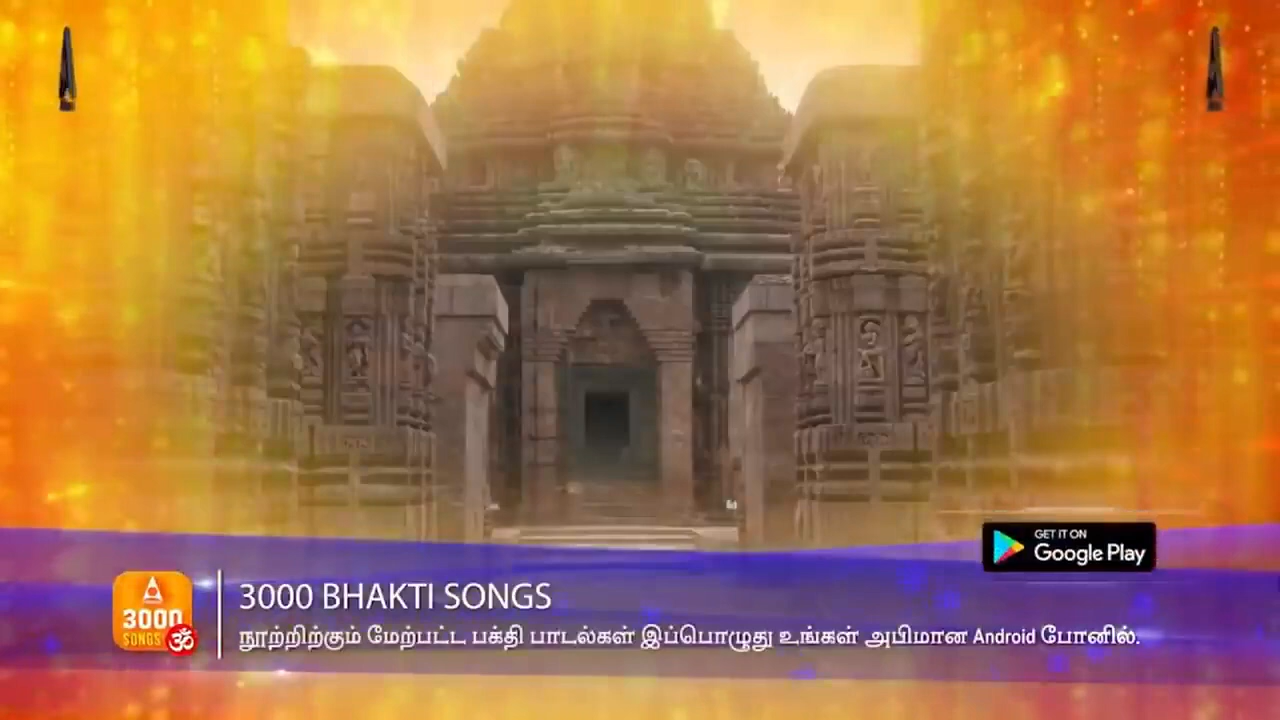 GET IT ON
Google Play
3000
SONGS
ॐ
3000 BHAKTI SONGS
நூற்றிற்கும் மேற்பட்ட பக்தி பாடல்கள் இப்பொழுது உங்கள் அபிமான Android போனில்.